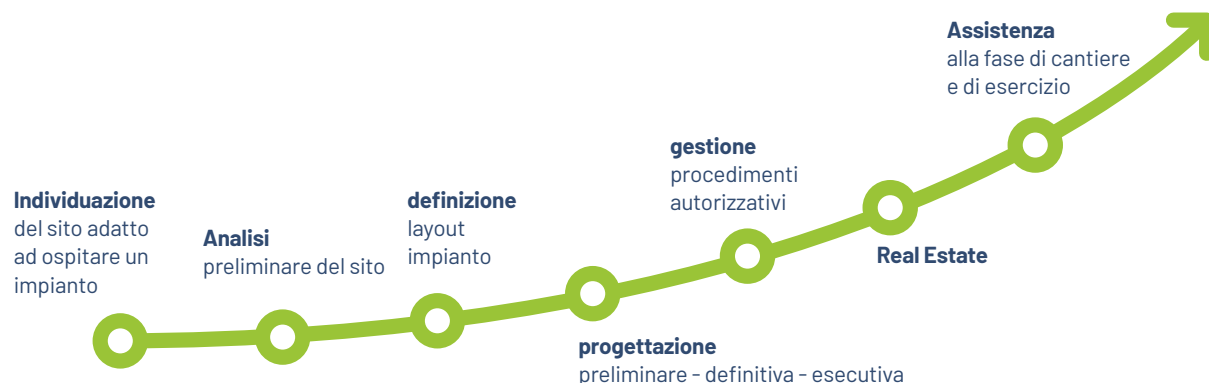 Individuazione
del sito adatto
ad ospitare un
impianto
Analisi
preliminare del sito
definizione
layout
impianto
progettazione
preliminare - definitiva - esecutiva
gestione
procedimenti
autorizzativi
Real Estate
Assistenza
alla fase di cantiere
e di esercizio